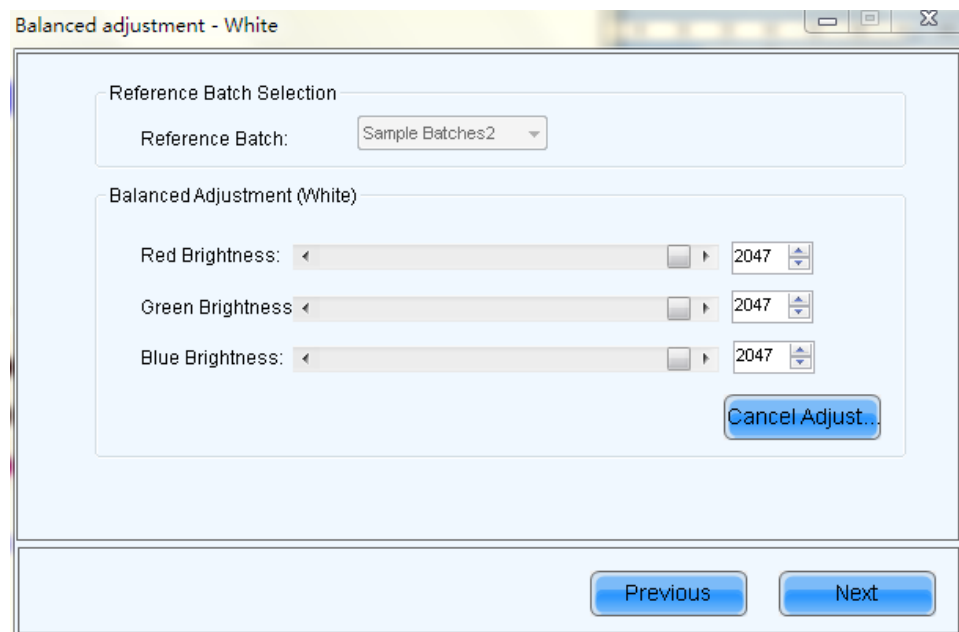 Balanced adjustment - White
Reference Batch Selection
Reference Batch: Sample Batches2
Balanced Adjustment (White)
Red Brightness: 2047
Green Brightness 2047
Blue Brightness: 2047
Cancel Adjust...
Previous Next